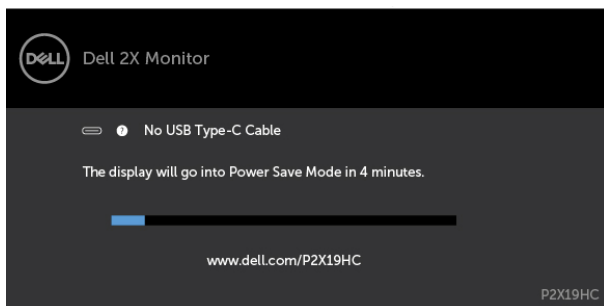 DELL
Dell 2X Monitor
? No USB Type-C Cable
The display will go into Power Save Mode in 4 minutes.
www.dell.com/P2X19HC
P2X19HC